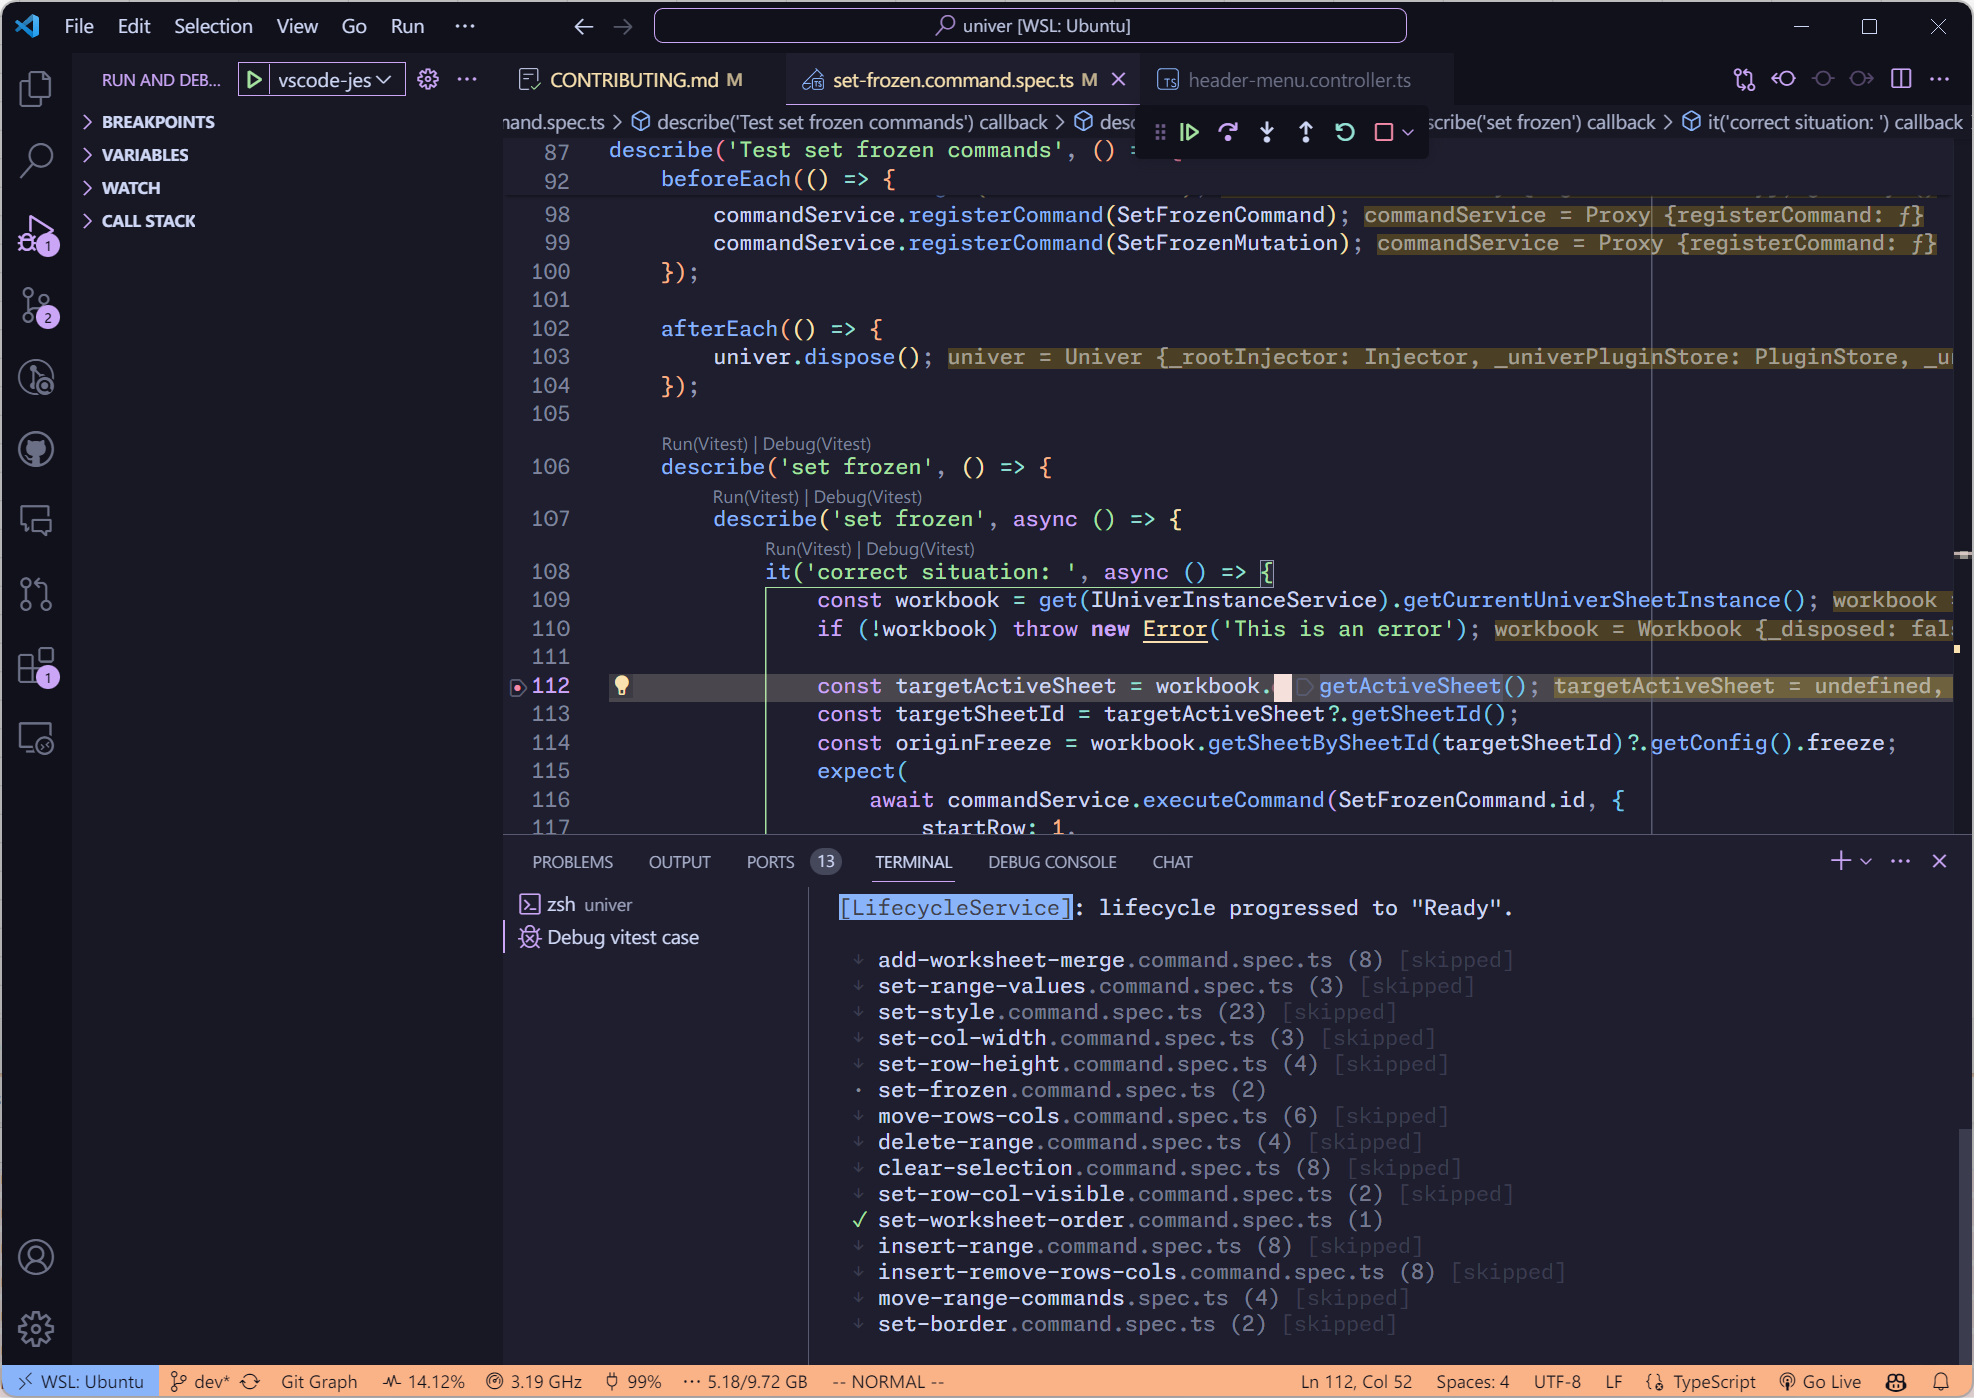 File Edit Selection View Go Run ··· univer [WSL: Ubuntu]
RUN AND DEB... vscode-jes
CONTRIBUTING.md M set-frozen.command.spec.ts M header-menu.controller.ts
BREAKPOINTS
VARIABLES
WATCH
CALL STACK
1
2
1
nand.spec.ts > describe('Test set frozen commands') callback > desc scribe('set frozen') callback > it('correct situation: ') callback
87 describe('Test set frozen commands', () =
92 beforeEach(() => {
98 commandService.registerCommand(SetFrozenCommand); commandService = Proxy {registerCommand: ƒ}
99 commandService.registerCommand(SetFrozenMutation); commandService = Proxy {registerCommand: ƒ}
100 });
101
102 afterEach(() => {
103 univer.dispose(); univer = Univer {_rootInjector: Injector, _univerPluginStore: PluginStore, _u
104 });
105
Run(Vitest) | Debug(Vitest)
106 describe('set frozen', () => {
Run(Vitest) | Debug(Vitest)
107 describe('set frozen', async () => {
Run(Vitest) | Debug(Vitest)
108 it('correct situation: ', async () => {
109 const workbook = get(IUniverInstanceService).getCurrentUniverSheetInstance(); workbook =
110 if (!workbook) throw new Error('This is an error'); workbook = Workbook {_disposed: fal
111
112 const targetActiveSheet = workbook. getActiveSheet(); targetActiveSheet = undefined,
113 const targetSheetId = targetActiveSheet?.getSheetId();
114 const originFreeze = workbook.getSheetBySheetId(targetSheetId)?.getConfig().freeze;
115 expect(
116 await commandService.executeCommand(SetFrozenCommand.id, {
117 startRow: 1,
PROBLEMS OUTPUT PORTS 13 TERMINAL DEBUG CONSOLE CHAT
zsh univer
Debug vitest case
[LifecycleService]: lifecycle progressed to "Ready".
↓ add-worksheet-merge.command.spec.ts (8) [skipped]
↓ set-range-values.command.spec.ts (3) [skipped]
↓ set-style.command.spec.ts (23) [skipped]
↓ set-col-width.command.spec.ts (3) [skipped]
↓ set-row-height.command.spec.ts (4) [skipped]
· set-frozen.command.spec.ts (2)
↓ move-rows-cols.command.spec.ts (6) [skipped]
↓ delete-range.command.spec.ts (4) [skipped]
↓ clear-selection.command.spec.ts (8) [skipped]
↓ set-row-col-visible.command.spec.ts (2) [skipped]
✓ set-worksheet-order.command.spec.ts (1)
↓ insert-range.command.spec.ts (8) [skipped]
↓ insert-remove-rows-cols.command.spec.ts (8) [skipped]
↓ move-range-commands.spec.ts (4) [skipped]
↓ set-border.command.spec.ts (2) [skipped]
WSL: Ubuntu dev* Git Graph 14.12% 3.19 GHz 99% ··· 5.18/9.72 GB -- NORMAL -- Ln 112, Col 52 Spaces: 4 UTF-8 LF TypeScript Go Live